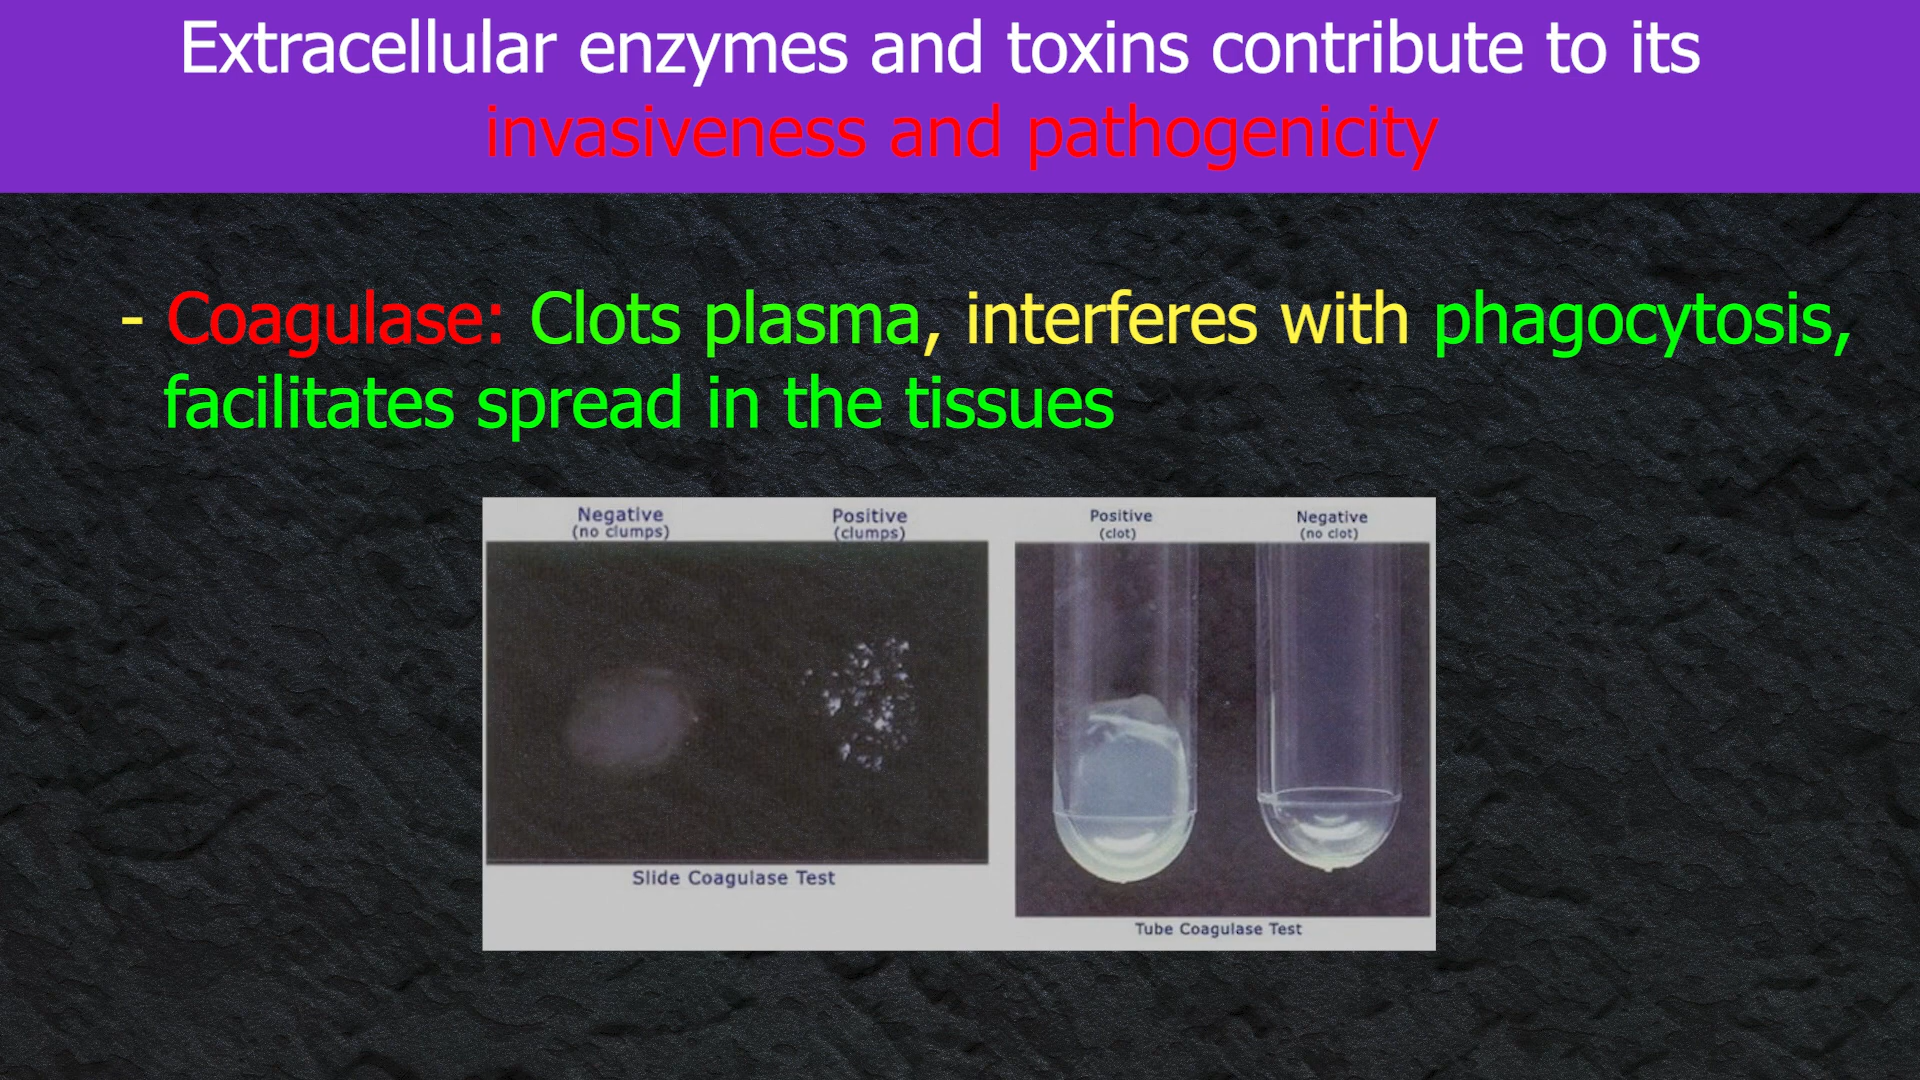 Extracellular enzymes and toxins contribute to its
invasiveness and pathogenicity
- Coagulase: Clots plasma, interferes with phagocytosis,
facilitates spread in the tissues
Negative
(no clumps)
Positive
(clumps)
Slide Coagulase Test
Positive
(clot)
Negative
(no clot)
Tube Coagulase Test